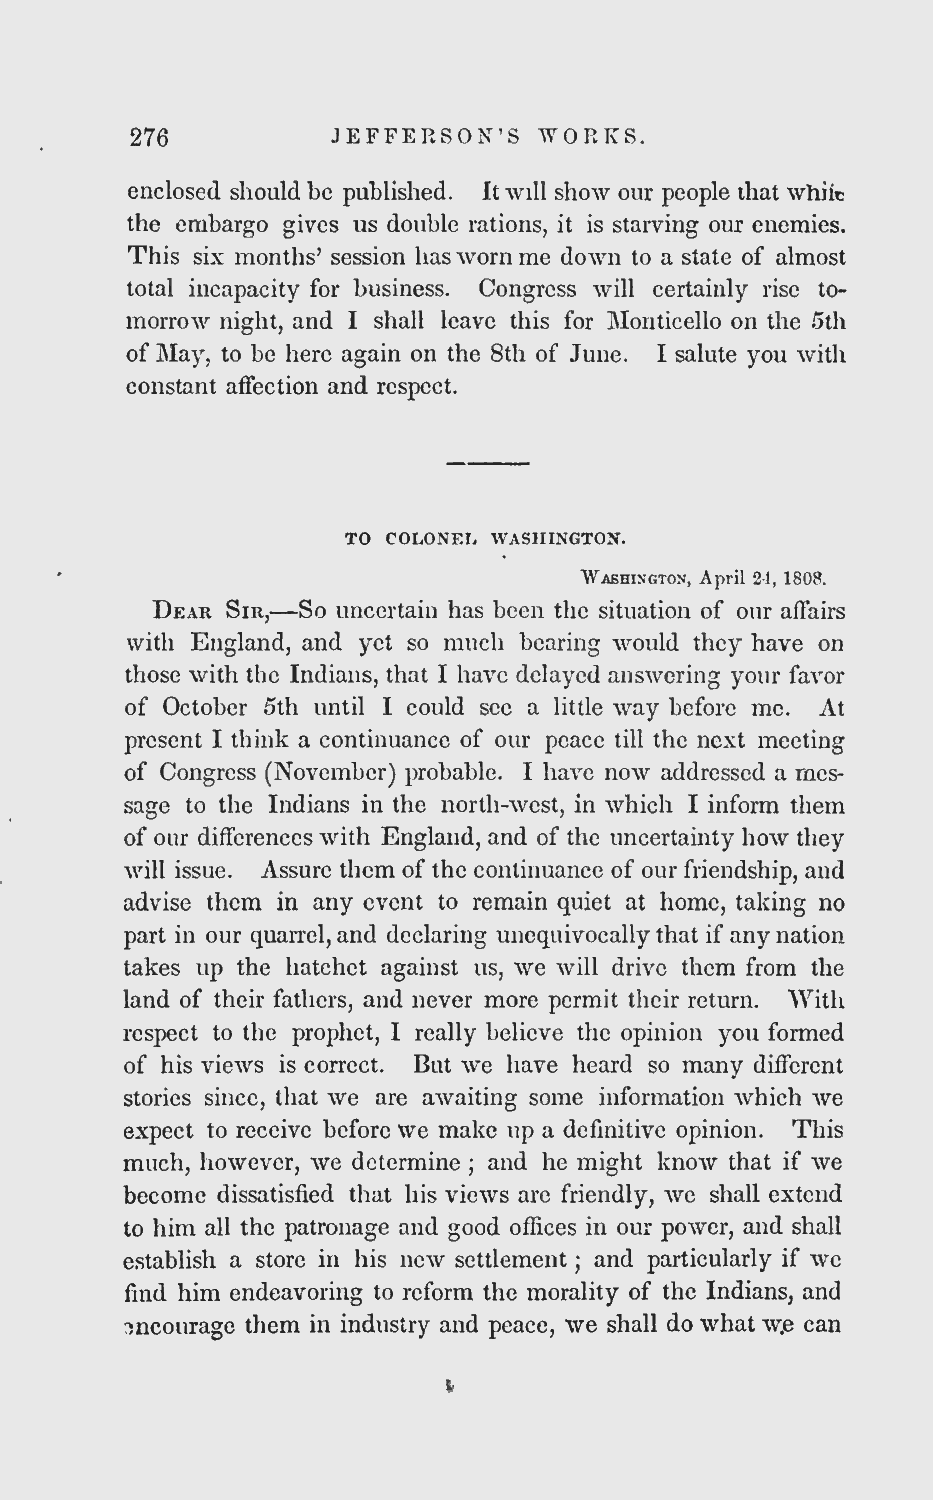 276 JEFFERSON'S WORKS.
enclosed should be published. It will show our people that while
the embargo gives us double rations, it is starving our enemies.
This six months' session has worn me down to a state of almost
total incapacity for business. Congress will certainly rise to-
morrow night, and I shall leave this for Monticello on the 5th
of May, to be here again on the 8th of June. I salute you with
constant affection and respect.
TO COLONEL WASHINGTON.
WASHINGTON, April 24, 1808.
DEAR SIR,—So uncertain has been the situation of our affairs
with England, and yet so much bearing would they have on
those with the Indians, that I have delayed answering your favor
of October 5th until I could see a little way before me. At
present I think a continuance of our peace till the next meeting
of Congress (November) probable. I have now addressed a mes-
sage to the Indians in the north-west, in which I inform them
of our differences with England, and of the uncertainty how they
will issue. Assure them of the continuance of our friendship, and
advise them in any event to remain quiet at home, taking no
part in our quarrel, and declaring unequivocally that if any nation
takes up the hatchet against us, we will drive them from the
land of their fathers, and never more permit their return. With
respect to the prophet, I really believe the opinion you formed
of his views is correct. But we have heard so many different
stories since, that we are awaiting some information which we
expect to receive before we make up a definitive opinion. This
much, however, we determine ; and he might know that if we
become dissatisfied that his views are friendly, we shall extend
to him all the patronage and good offices in our power, and shall
establish a store in his new settlement ; and particularly if we
find him endeavoring to reform the morality of the Indians, and
encourage them in industry and peace, we shall do what we can